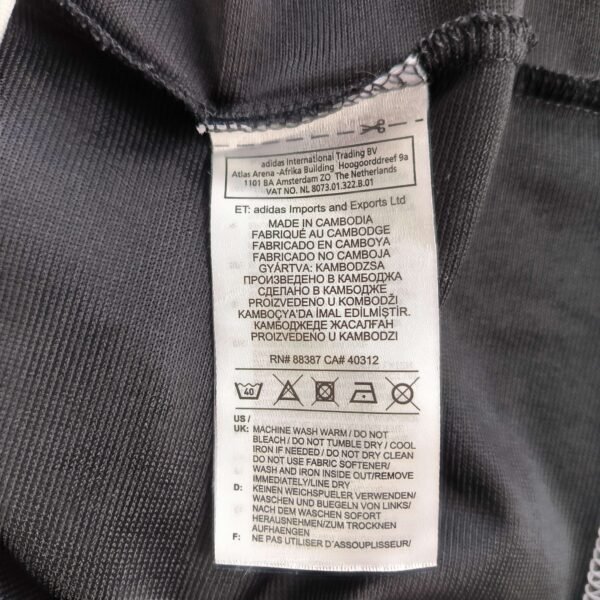 adidas International Trading BV
Atlas Arena -Afrika Building Hoogoorddreef 9a
1101 BA Amsterdam ZO The Netherlands
VAT NO. NL 8073.01.322.B.01
ET: adidas Imports and Exports Ltd
MADE IN CAMBODIA
FABRIQUÉ AU CAMBODGE
FABRICADO EN CAMBOYA
FABRICADO NO CAMBOJA
GYÁRTVA: KAMBODZSA
ПРОИЗВЕДЕНО В КАМБОДЖА
СДЕЛАНО В КАМБОДЖЕ
PROIZVEDENO U KOMBODŽI
KAMBOÇYA'DA İMAL EDİLMİŞTİR.
КАМБОДЖЕДЕ ЖАСАЛҒАН
PROIZVEDENO U KAMBODZI
RN# 88387 CA# 40312
40
US /
UK: MACHINE WASH WARM / DO NOT
BLEACH / DO NOT TUMBLE DRY / COOL
IRON IF NEEDED / DO NOT DRY CLEAN
DO NOT USE FABRIC SOFTENER/
WASH AND IRON INSIDE OUT/REMOVE
IMMEDIATELY/LINE DRY
D: KEINEN WEICHSPUELER VERWENDEN/
WASCHEN UND BUEGELN VON LINKS/
NACH DEM WASCHEN SOFORT
HERAUSNEHMEN/ZUM TROCKNEN
AUFHAENGEN
F: NE PAS UTILISER D'ASSOUPLISSEUR/